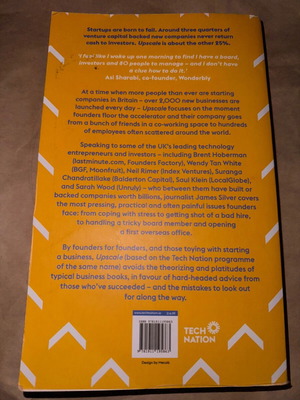 Startups are born to fail. Around three quarters of
venture capital backed new companies never return
cash to investors. Upscale is about the other 25%.
'I feel like I wake up one morning to find I have a board,
investors and 80 people to manage – and I don't have
a clue how to do it.'
Azi Sharabi, co-founder, Wonderbly
At a time when more people than ever are starting
companies in Britain – over 2,000 new businesses are
launched every day – Upscale focuses on the moment
founders floor the accelerator and their company goes
from a bunch of friends in a co-working space to hundreds
of employees often scattered around the world.
Speaking to some of the UK's leading technology
entrepreneurs and investors – including Brent Hoberman
(lastminute.com, Founders Factory), Wendy Tan White
(BGF, Moonfruit), Neil Rimer (Index Ventures), Suranga
Chandratillake (Balderton Capital), Saul Klein (LocalGlobe),
and Sarah Wood (Unruly) – who between them have built or
backed companies worth billions, journalist James Silver covers
the most pressing, practical and often painful issues founders
face: from coping with stress to getting shot of a bad hire,
to handling a tricky board member and opening
a first overseas office.
By founders for founders, and those toying with starting
a business, Upscale (based on the Tech Nation programme
of the same name) avoids the theorizing and platitudes of
typical business books, in favour of hard-headed advice from
those who've succeeded – and the mistakes to look out
for along the way.
TECH
NATION
Design by Mercito